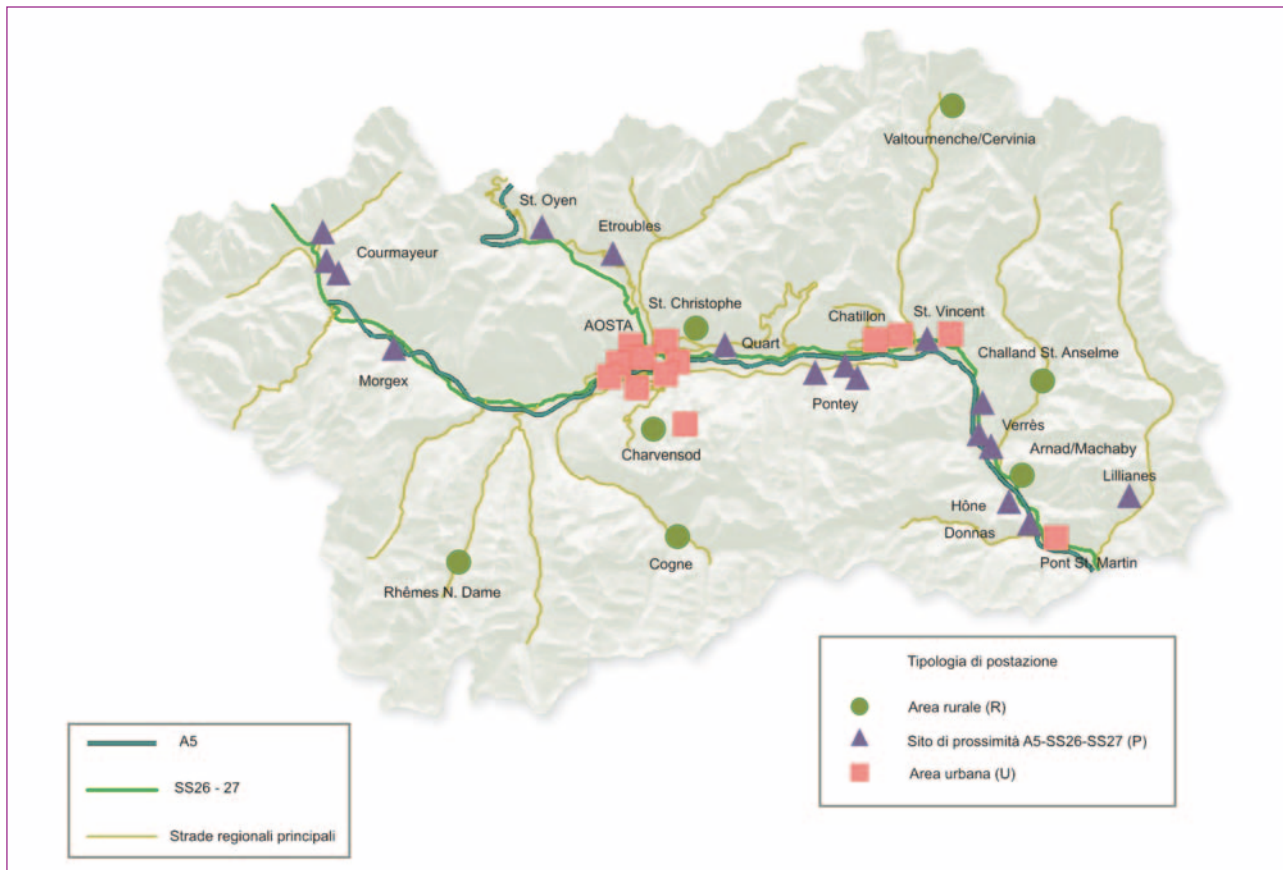 Valtournenche/Cervinia
St. Oyen
Etroubles
Courmayeur
St. Christophe
AOSTA
Quart
Chatillon
St. Vincent
Challand St. Anselme
Morgex
Pontey
Verrès
Charvensod
Arnad/Machaby
Lillianes
Hône
Donnas
Cogne
Pont St. Martin
Rhêmes N. Dame
Tipologia di postazione
Area rurale (R)
Sito di prossimità A5-SS26-SS27 (P)
Area urbana (U)
A5
SS26 - 27
Strade regionali principali